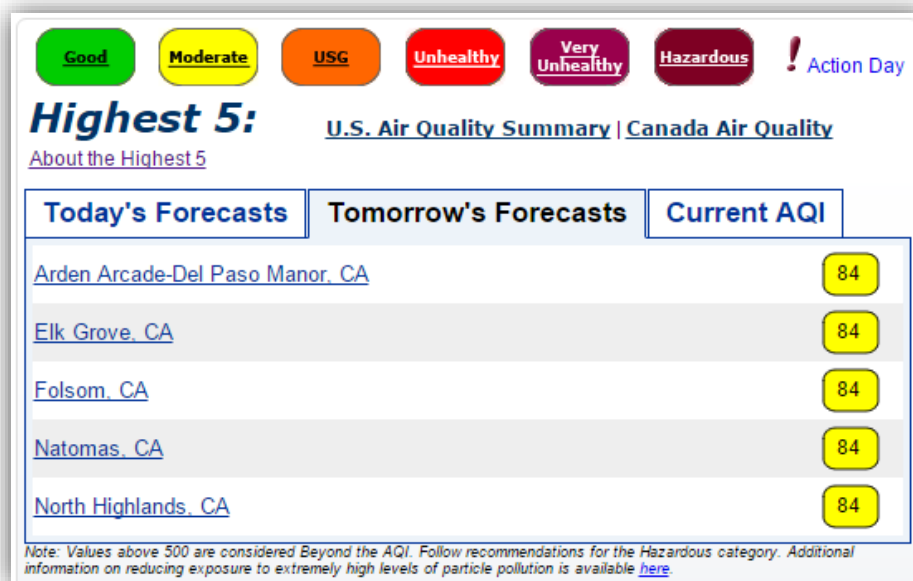 Good Moderate USG Unhealthy Very Unhealthy Hazardous ! Action Day
Highest 5: U.S. Air Quality Summary | Canada Air Quality
About the Highest 5
Today's Forecasts Tomorrow's Forecasts Current AQI
Arden Arcade-Del Paso Manor, CA 84
Elk Grove, CA 84
Folsom, CA 84
Natomas, CA 84
North Highlands, CA 84
Note: Values above 500 are considered Beyond the AQI. Follow recommendations for the Hazardous category. Additional
information on reducing exposure to extremely high levels of particle pollution is available here.